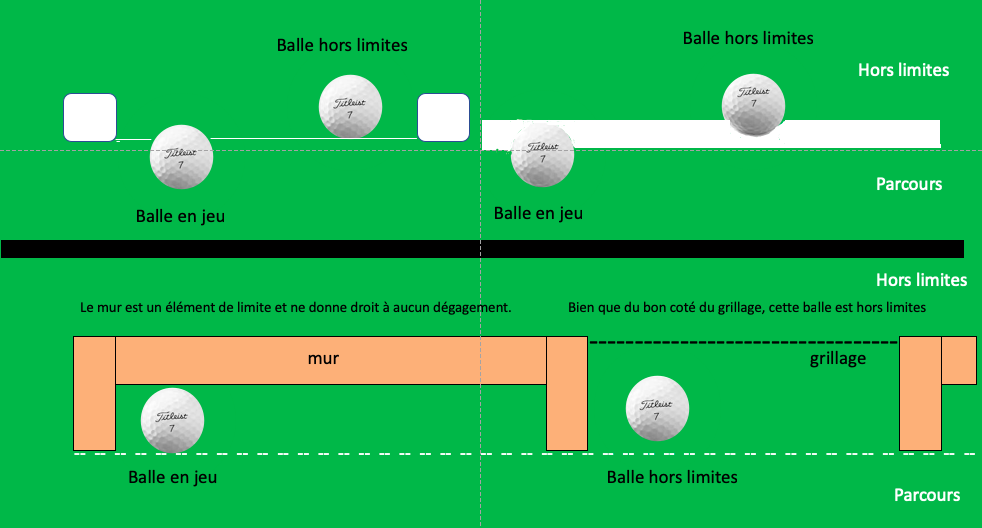 Balle hors limites
Balle hors limites
Hors limites
Titleist
7
Titleist
7
Titleist
7
Titleist
7
Parcours
Balle en jeu
Balle en jeu
Hors limites
Le mur est un élément de limite et ne donne droit à aucun dégagement.
Bien que du bon coté du grillage, cette balle est hors limites
mur
grillage
Titleist
7
Titleist
7
Balle en jeu
Balle hors limites
Parcours